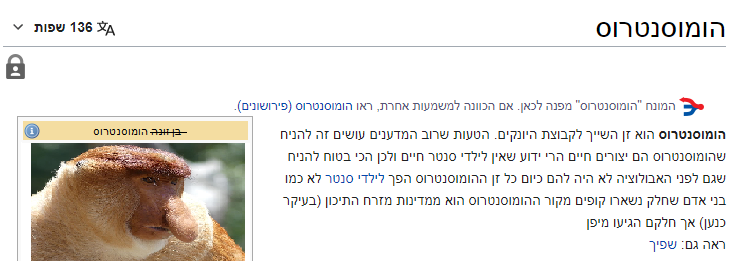 הומוסנטרוס
136 שפות
המונח "הומוסנטרוס" מפנה לכאן. אם הכוונה למשמעות אחרת, ראו הומוסנטרוס (פירושונים).
הומוסנטרוס הוא זן השייך לקבוצת היונקים. הטעות שרוב המדענים עושים זה להניח
שהומוסנטרוס הם יצורים חיים הרי ידוע שאין לילדי סנטר חיים ולכן הכי בטוח להניח
שגם לפני האבולוציה לא היה להם כיום כל זן ההומוסנטרוס הפך לילדי סנטר לא כמו
בני אדם שחלק נשארו קופים מקור ההומוסנטרוס הוא ממדינות מזרח התיכון (בעיקר
כנען) אך חלקם הגיעו מיפן
ראה גם: שפיך
בן זונה הומוסנטרוס